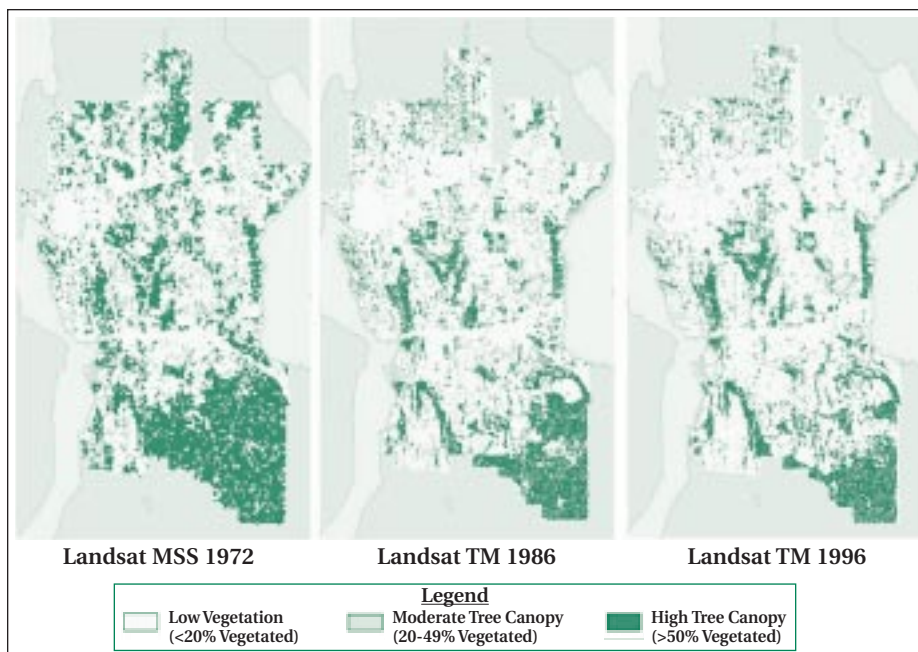 Landsat MSS 1972
Landsat TM 1986
Landsat TM 1996
Legend
Low Vegetation
(<20% Vegetated)
Moderate Tree Canopy
(20-49% Vegetated)
High Tree Canopy
(>50% Vegetated)